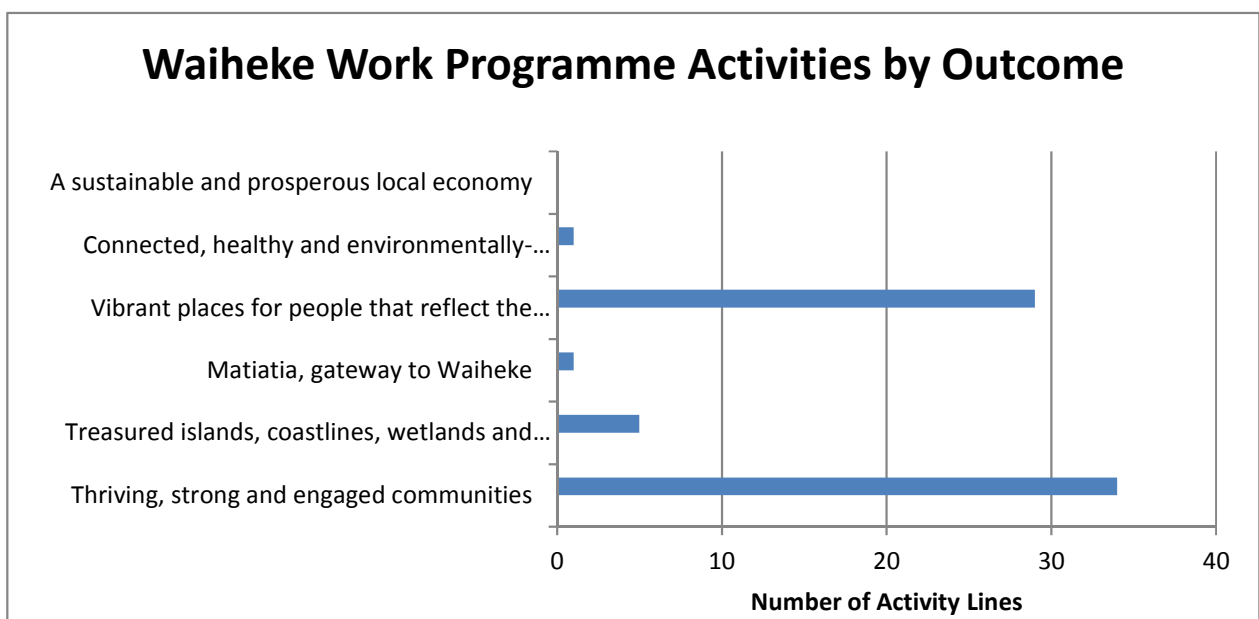 Waiheke Work Programme Activities by Outcome
A sustainable and prosperous local economy
Connected, healthy and environmentally-...
Vibrant places for people that reflect the...
Matiatia, gateway to Waiheke
Treasured islands, coastlines, wetlands and...
Thriving, strong and engaged communities
0 10 20 30 40
Number of Activity Lines